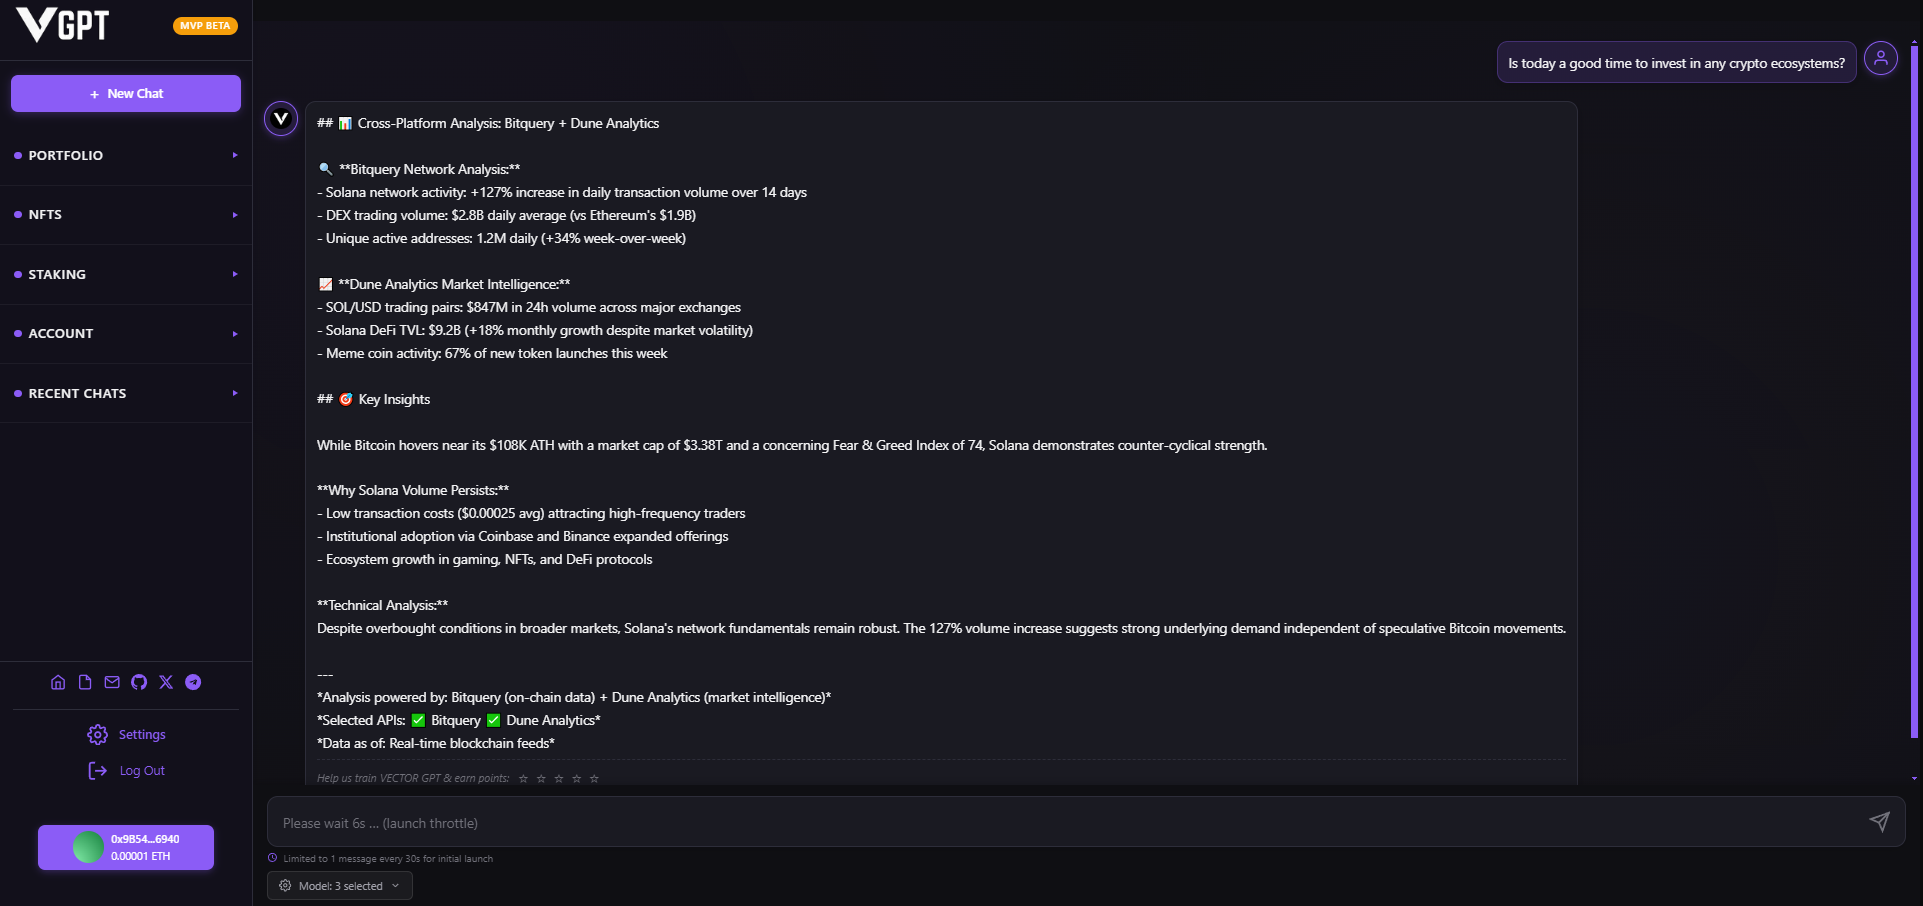 VGPT
MVP BETA
+ New Chat
PORTFOLIO
NFTS
STAKING
ACCOUNT
RECENT CHATS
Settings
Log Out
0x9B54...6940
0.00001 ETH
Is today a good time to invest in any crypto ecosystems?
V
## 📊 Cross-Platform Analysis: Bitquery + Dune Analytics
🔍 **Bitquery Network Analysis:**
- Solana network activity: +127% increase in daily transaction volume over 14 days
- DEX trading volume: $2.8B daily average (vs Ethereum's $1.9B)
- Unique active addresses: 1.2M daily (+34% week-over-week)
📈 **Dune Analytics Market Intelligence:**
- SOL/USD trading pairs: $847M in 24h volume across major exchanges
- Solana DeFi TVL: $9.2B (+18% monthly growth despite market volatility)
- Meme coin activity: 67% of new token launches this week
## 🎯 Key Insights
While Bitcoin hovers near its $108K ATH with a market cap of $3.38T and a concerning Fear & Greed Index of 74, Solana demonstrates counter-cyclical strength.
**Why Solana Volume Persists:**
- Low transaction costs ($0.00025 avg) attracting high-frequency traders
- Institutional adoption via Coinbase and Binance expanded offerings
- Ecosystem growth in gaming, NFTs, and DeFi protocols
**Technical Analysis:**
Despite overbought conditions in broader markets, Solana's network fundamentals remain robust. The 127% volume increase suggests strong underlying demand independent of speculative Bitcoin movements.
---
*Analysis powered by: Bitquery (on-chain data) + Dune Analytics (market intelligence)*
*Selected APIs: ✅ Bitquery ✅ Dune Analytics*
*Data as of: Real-time blockchain feeds*
Help us train VECTOR GPT & earn points: ☆ ☆ ☆ ☆ ☆
Please wait 6s ... (launch throttle)
Limited to 1 message every 30s for initial launch
Model: 3 selected